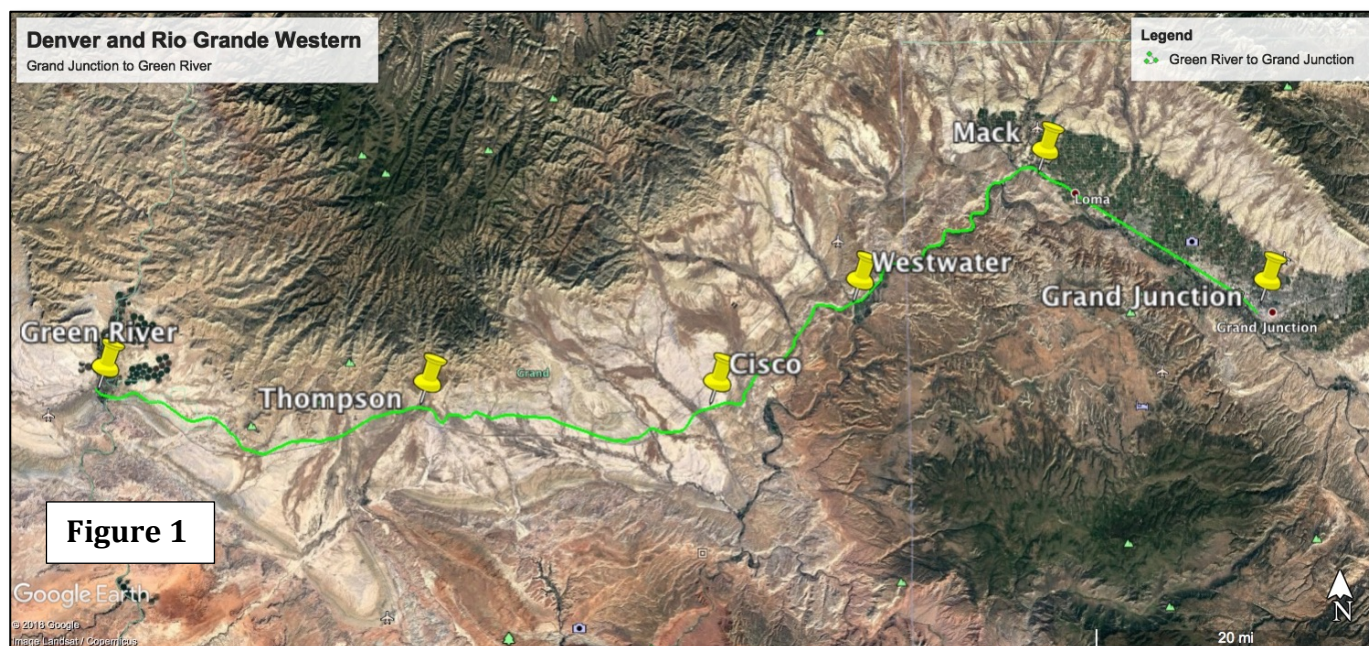 Denver and Rio Grande Western
Grand Junction to Green River
Legend
Green River to Grand Junction
Mack
Loma
Westwater
Grand Junction
Grand Junction
Green River
Cisco
Thompson
Grand
Figure 1
Google Earth
© 2018 Google
Image Landsat / Copernicus
N
20 mi